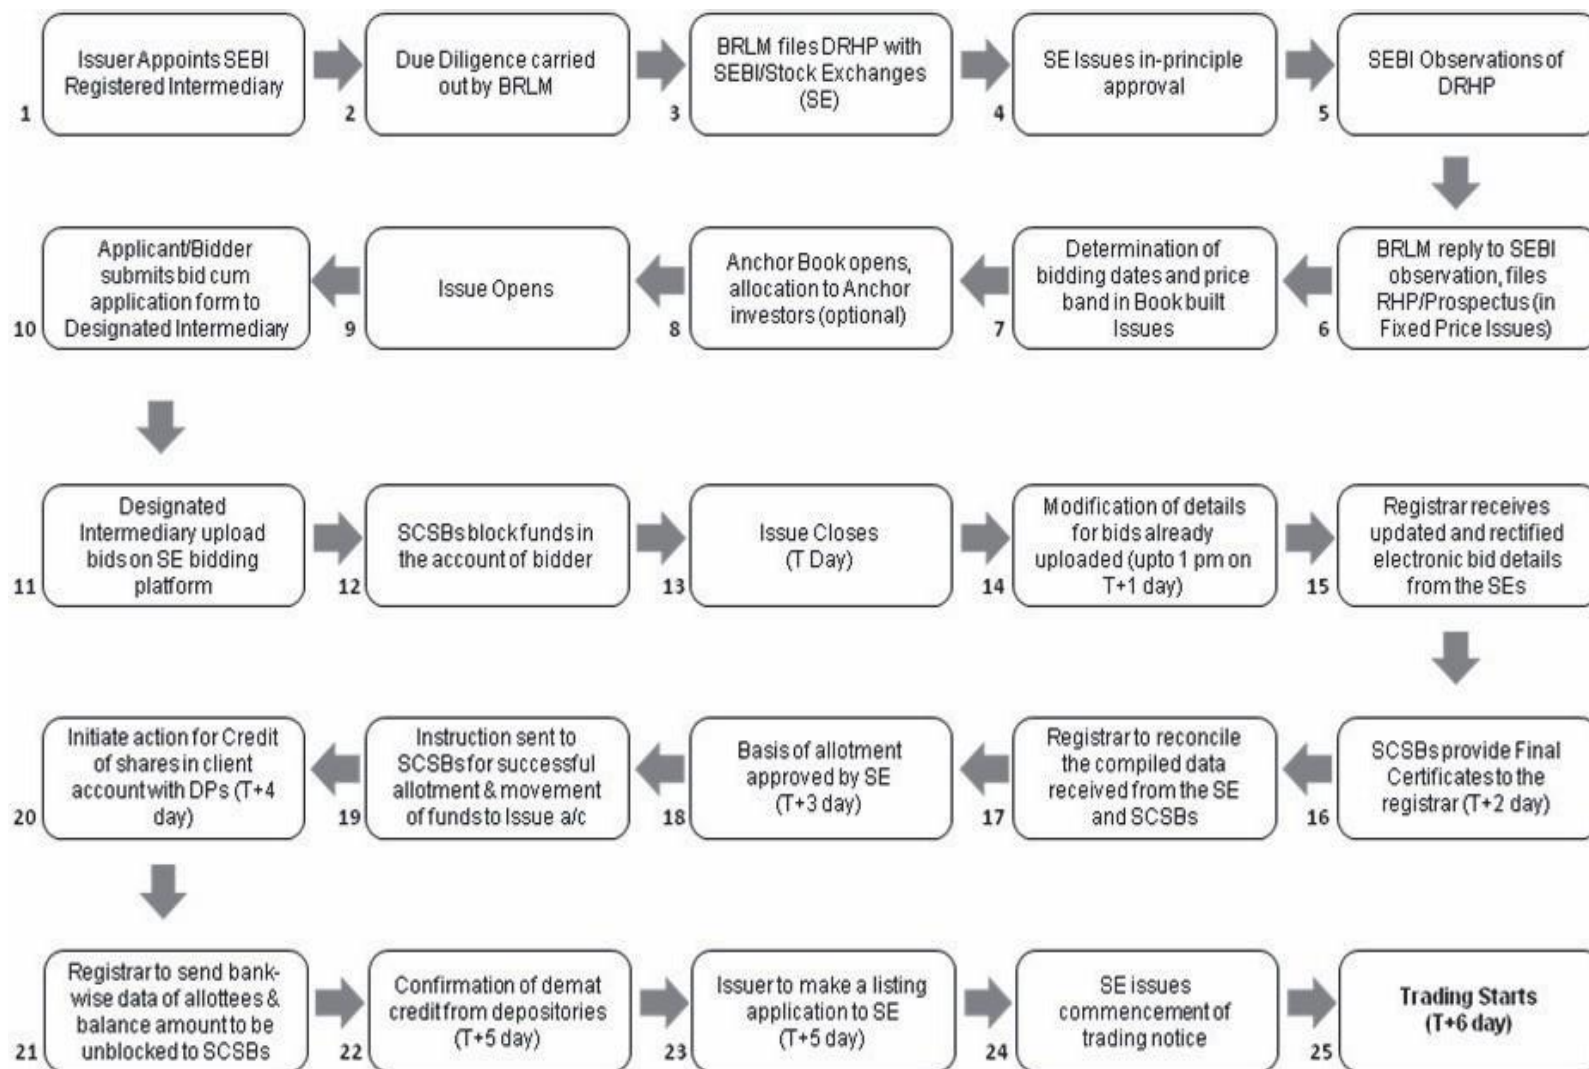 Issuer Appoints SEBI
Registered Intermediary
1
Due Diligence carried
out by BRLM
2
BRLM files DRHP with
SEBI/Stock Exchanges
(SE)
3
SE Issues in-principle
approval
4
SEBI Observations of
DRHP
5
BRLM reply to SEBI
observation, files
RHP/Prospectus (in
Fixed Price Issues)
6
Determination of
bidding dates and price
band in Book built
Issues
7
Anchor Book opens,
allocation to Anchor
investors (optional)
8
Issue Opens
9
Applicant/Bidder
submits bid cum
application form to
Designated Intermediary
10
Designated
Intermediary upload
bids on SE bidding
platform
11
SCSBs block funds in
the account of bidder
12
Issue Closes
(T Day)
13
Modification of details
for bids already
uploaded (upto 1 pm on
T+1 day)
14
Registrar receives
updated and rectified
electronic bid details
from the SEs
15
SCSBs provide Final
Certificates to the
registrar (T+2 day)
16
Registrar to reconcile
the compiled data
received from the SE
and SCSBs
17
Basis of allotment
approved by SE
(T+3 day)
18
Instruction sent to
SCSBs for successful
allotment & movement
of funds to Issue a/c
19
Initiate action for Credit
of shares in client
account with DPs (T+4
day)
20
Registrar to send bank-
wise data of allottees &
balance amount to be
unblocked to SCSBs
21
Confirmation of demat
credit from depositories
(T+5 day)
22
Issuer to make a listing
application to SE
(T+5 day)
23
SE issues
commencement of
trading notice
24
Trading Starts
(T+6 day)
25